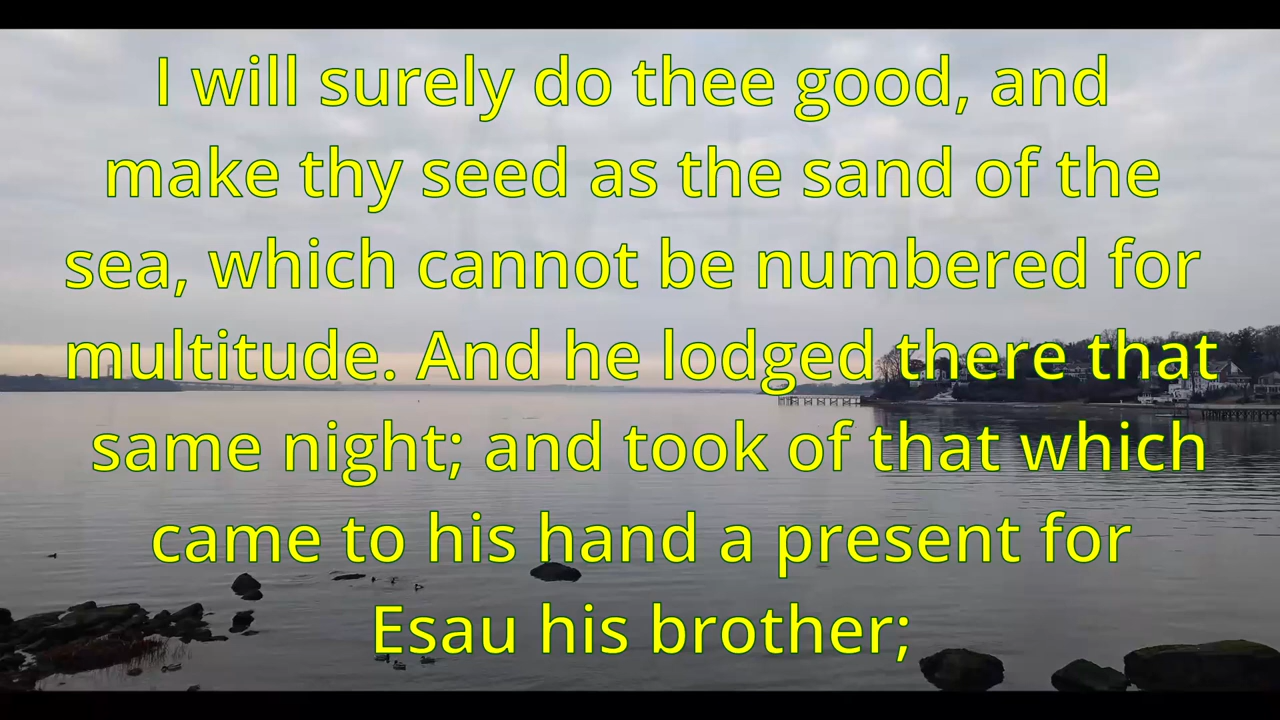 I will surely do thee good, and
make thy seed as the sand of the
sea, which cannot be numbered for
multitude. And he lodged there that
same night; and took of that which
came to his hand a present for
Esau his brother;